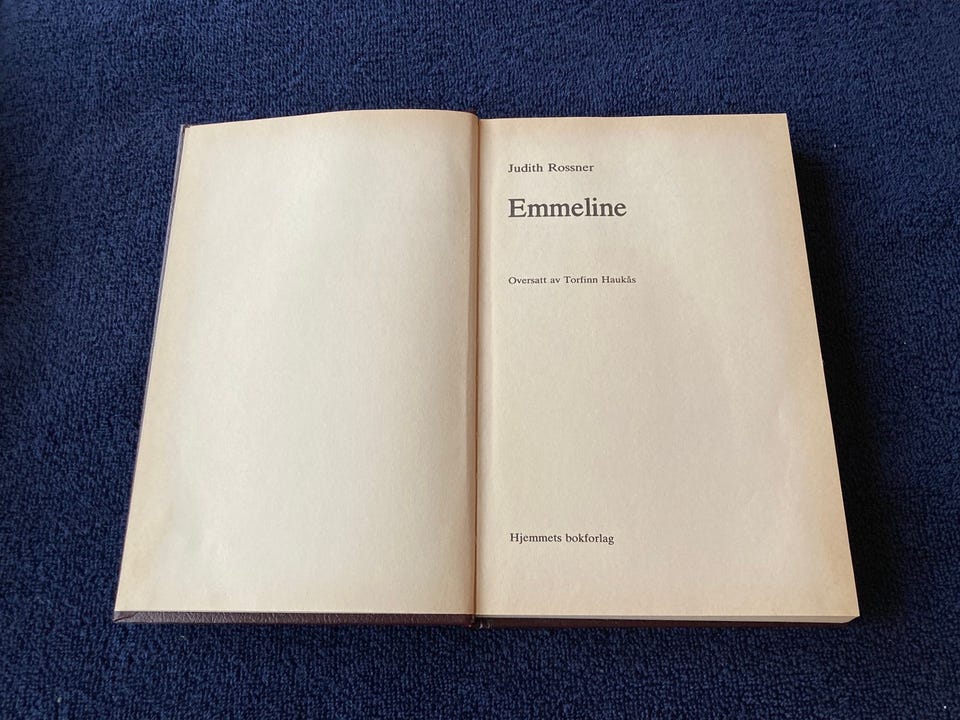 Judith Rossner
Emmeline
Oversatt av Torfinn Haukås
Hjemmets bokforlag